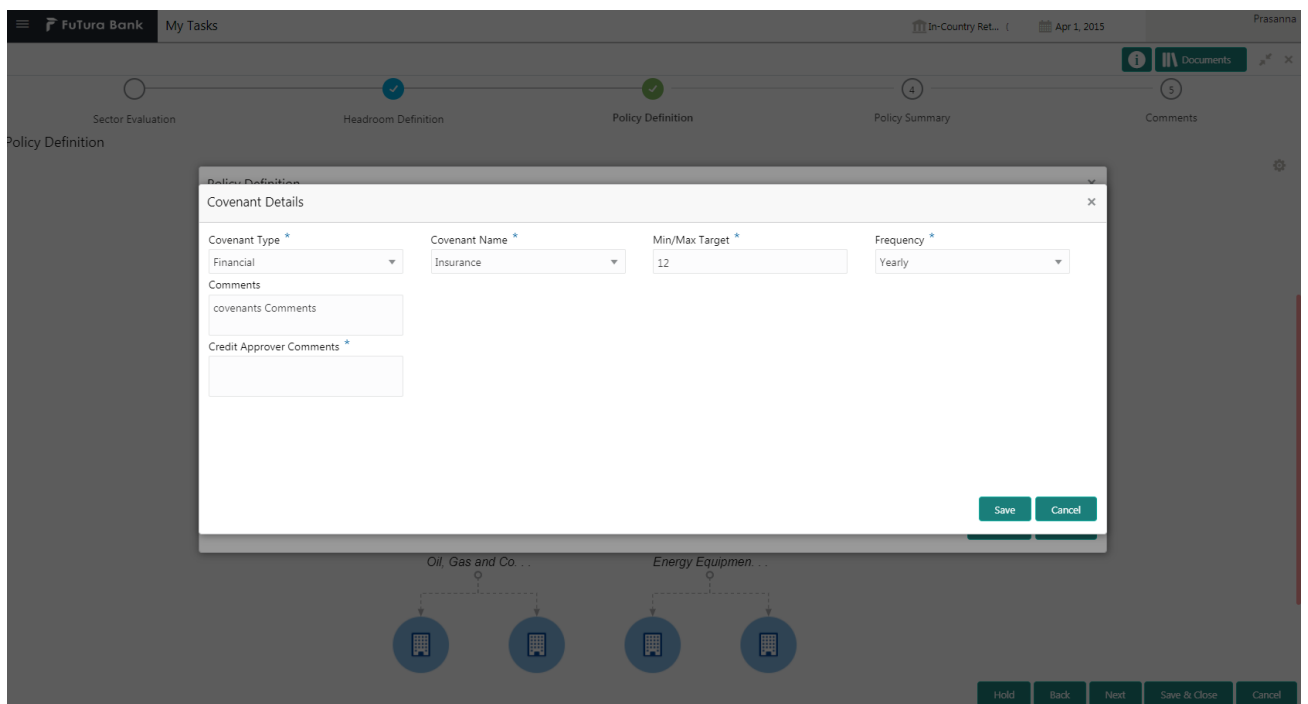 FuTura Bank My Tasks In-Country Ret... ( Apr 1, 2015 Prasanna
i Documents
4 5
Sector Evaluation Headroom Definition Policy Definition Policy Summary Comments
Policy Definition
Policy Definition
Covenant Details
Covenant Type * Covenant Name * Min/Max Target * Frequency *
Financial Insurance 12 Yearly
Comments
covenants Comments
Credit Approver Comments *
Save Cancel
Oil, Gas and Co. . . Energy Equipmen. . .
Hold Back Next Save & Close Cancel